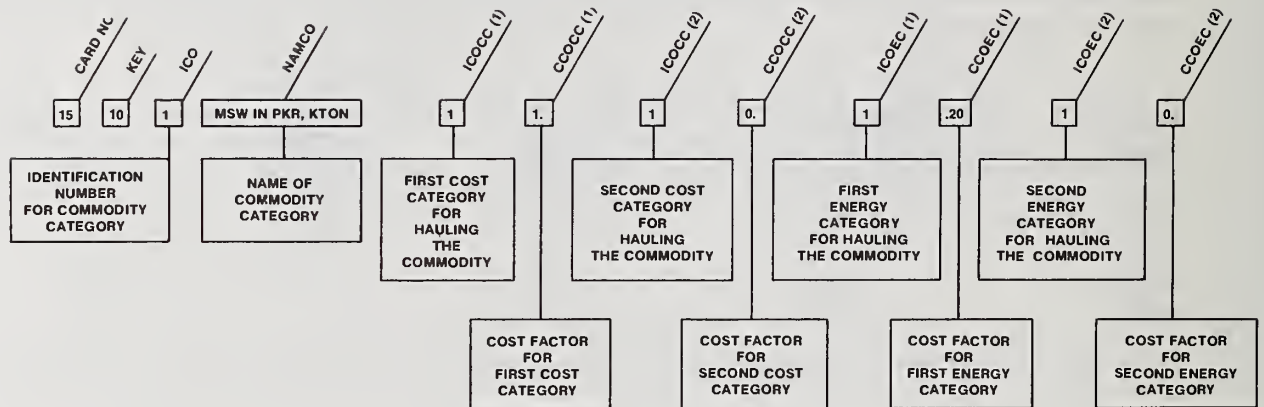 CARD NO
KEY
ICO
NAMCO
ICOCC (1)
CCOCC (1)
ICOCC (2)
CCOCC (2)
ICOEC (1)
CCOEC (1)
ICOEC (2)
CCOEC (2)
15
10
1
MSW IN PKR, KTON
1
1.
1
0.
1
.20
1
0.
IDENTIFICATION
NUMBER
FOR COMMODITY
CATEGORY
NAME OF
COMMODITY
CATEGORY
FIRST COST
CATEGORY
FOR
HAULING
THE
COMMODITY
SECOND COST
CATEGORY
FOR
HAULING
THE COMMODITY
FIRST
ENERGY
CATEGORY
FOR HAULING
THE COMMODITY
SECOND
ENERGY
CATEGORY
FOR HAULING
THE COMMODITY
COST FACTOR
FOR
FIRST COST
CATEGORY
COST FACTOR
FOR
SECOND COST
CATEGORY
COST FACTOR
FOR
FIRST ENERGY
CATEGORY
COST FACTOR
FOR
SECOND ENERGY
CATEGORY